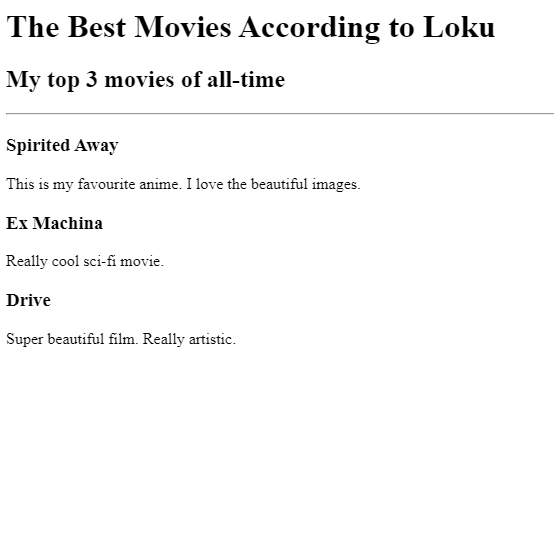 The Best Movies According to Loku
My top 3 movies of all-time
Spirited Away
This is my favourite anime. I love the beautiful images.
Ex Machina
Really cool sci-fi movie.
Drive
Super beautiful film. Really artistic.